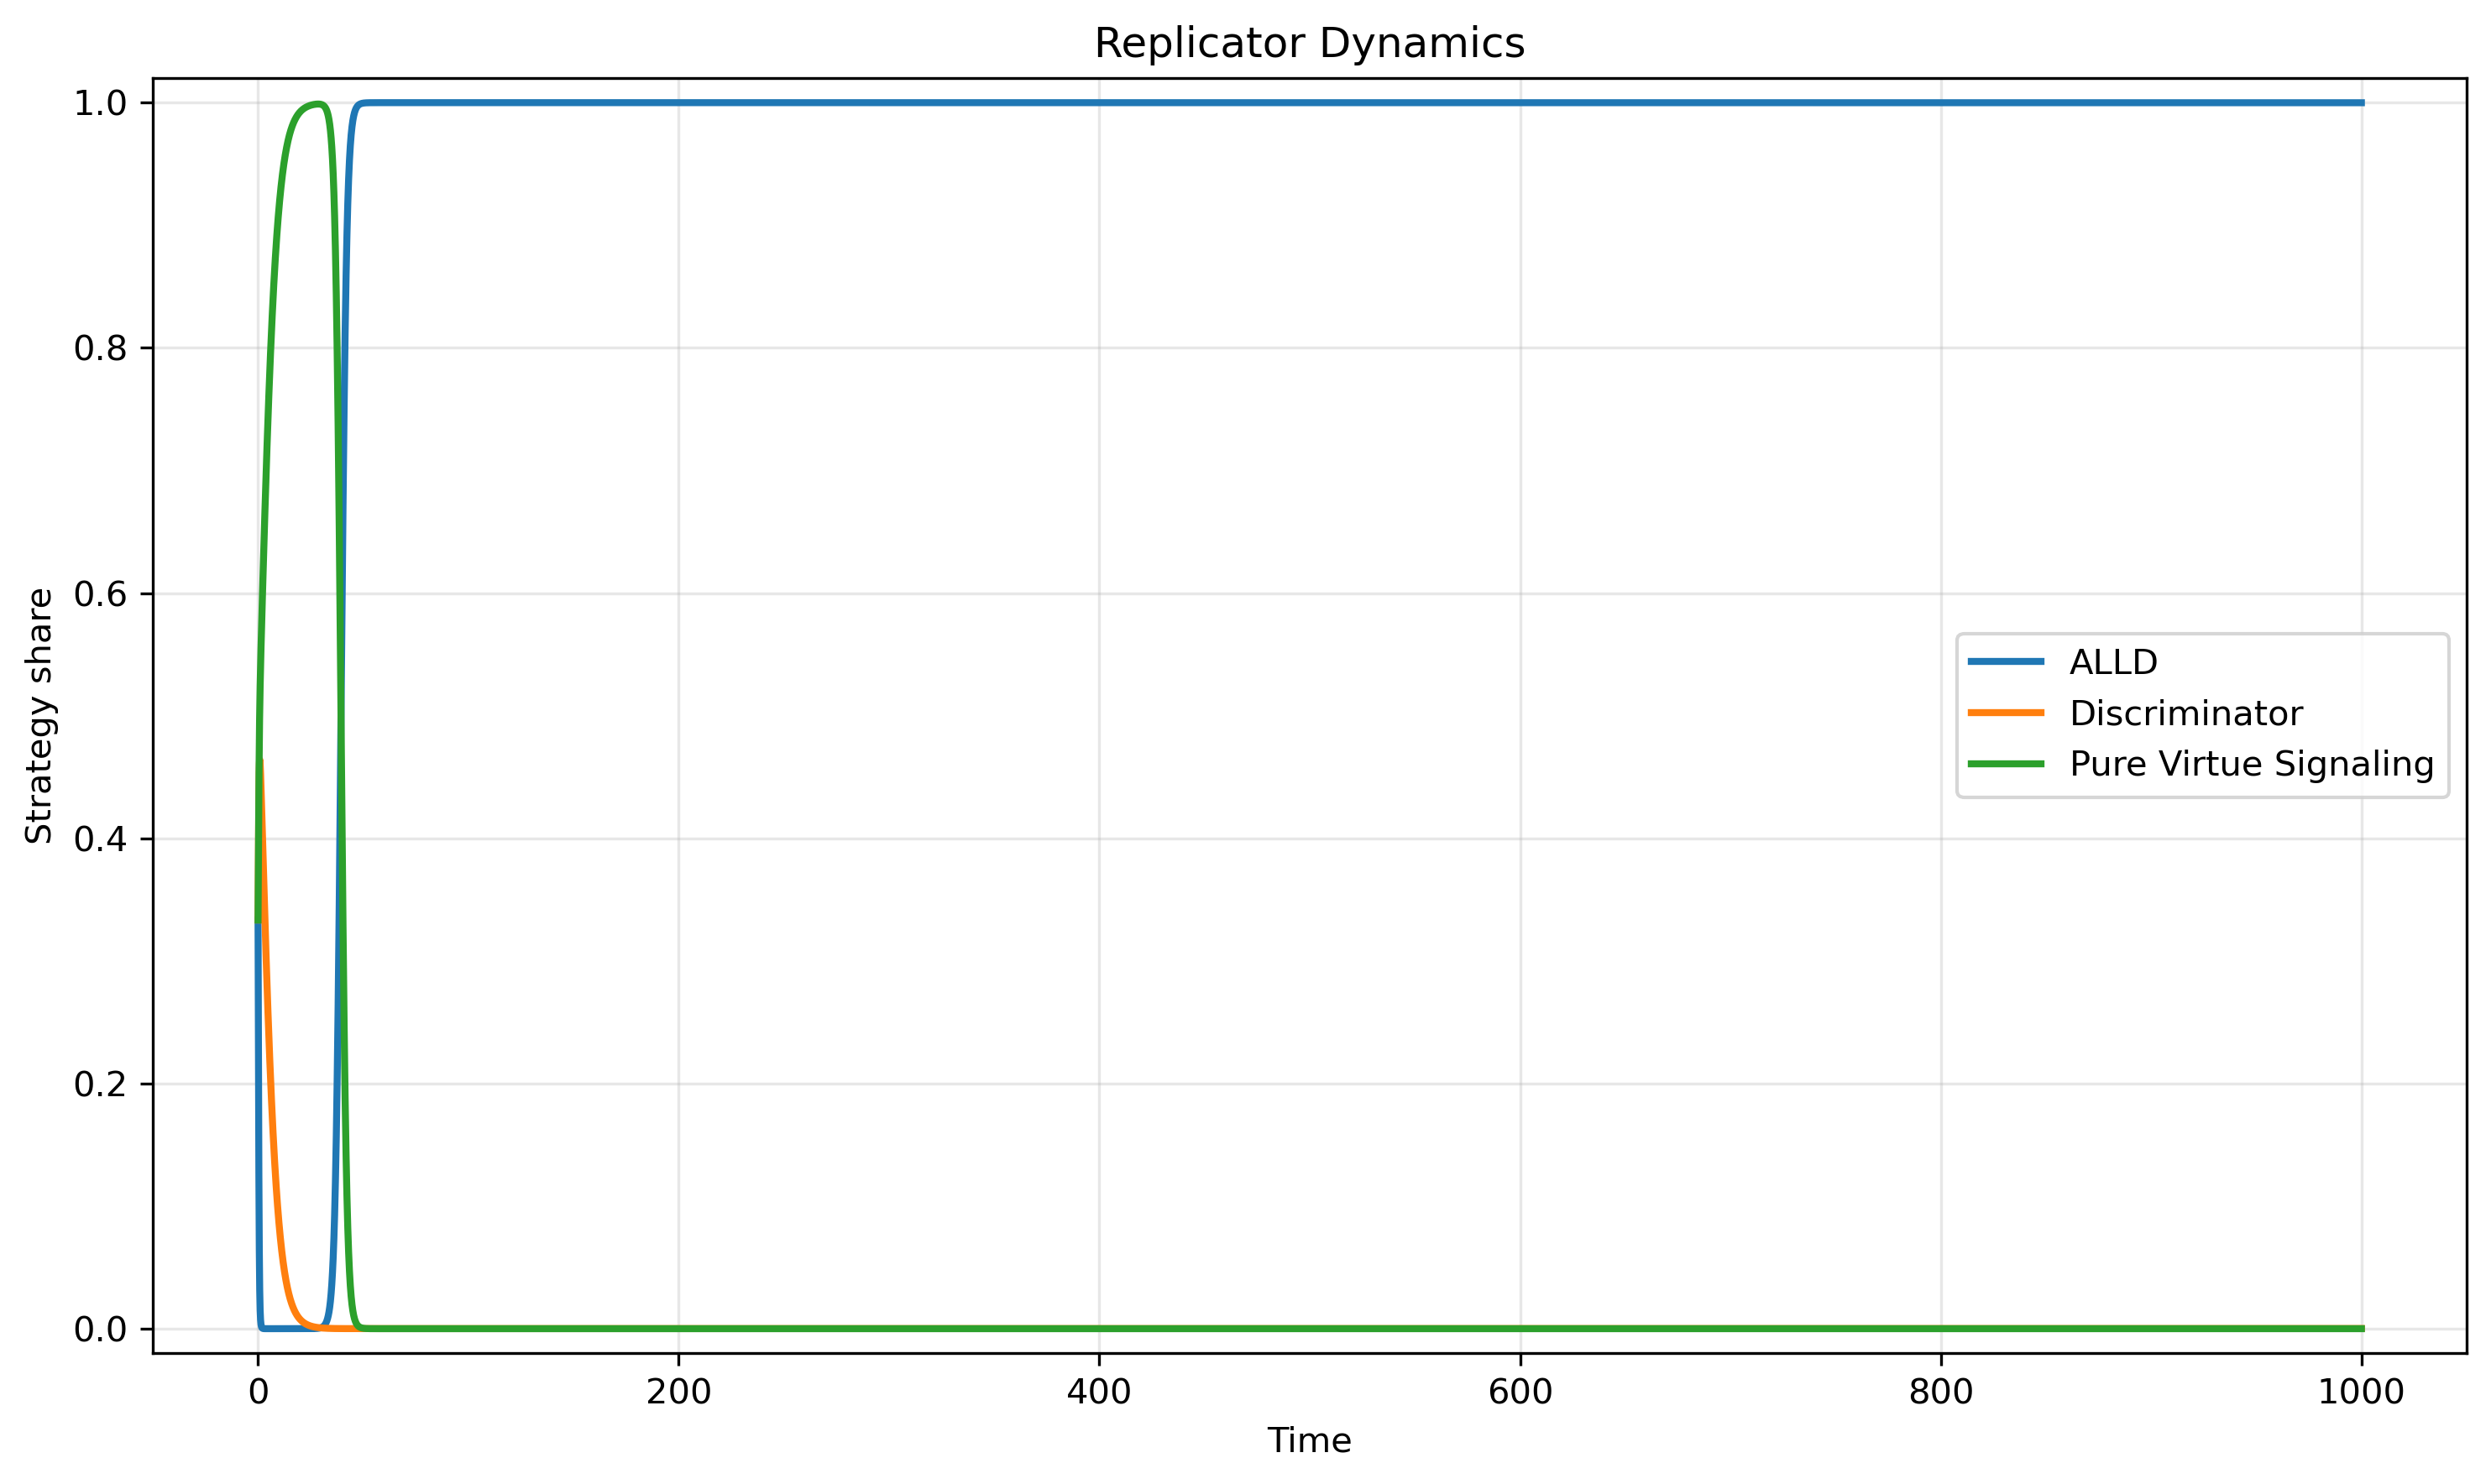 Replicator Dynamics
Strategy share
1.0
0.8
0.6
0.4
0.2
0.0
ALLD
Discriminator
Pure Virtue Signaling
0 200 400 600 800 1000
Time